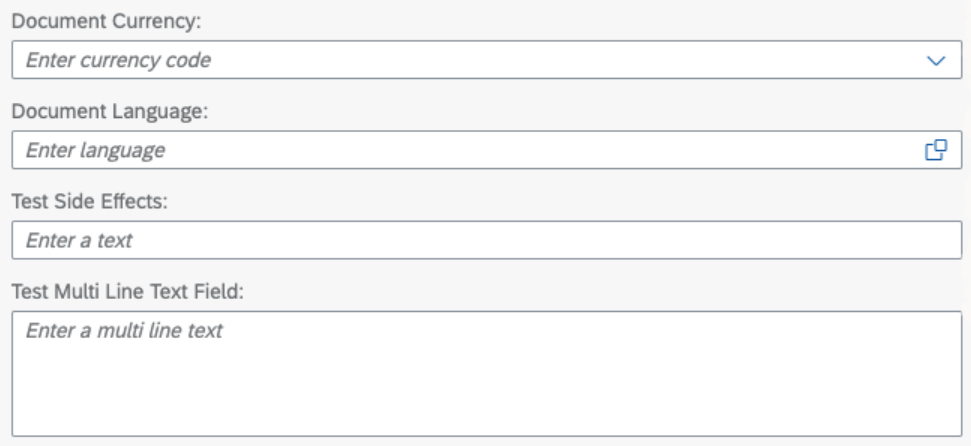 Document Currency:
Enter currency code
Document Language:
Enter language
Test Side Effects:
Enter a text
Test Multi Line Text Field:
Enter a multi line text